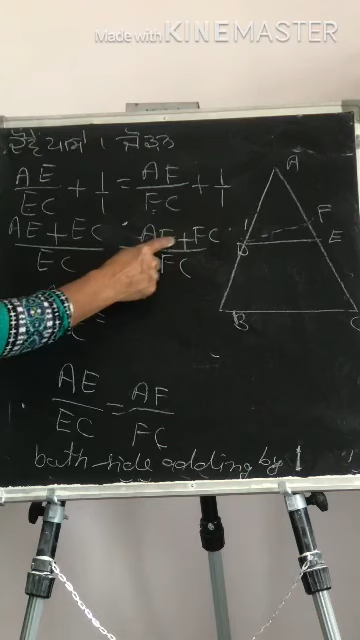 Made with KINEMASTER
AE/EC + 1/1 = AF/FC + 1/1
AE + EC/EC = AF + FC/FC
AE/EC = AF/FC
both side adding by 1
A
F
D E
B C